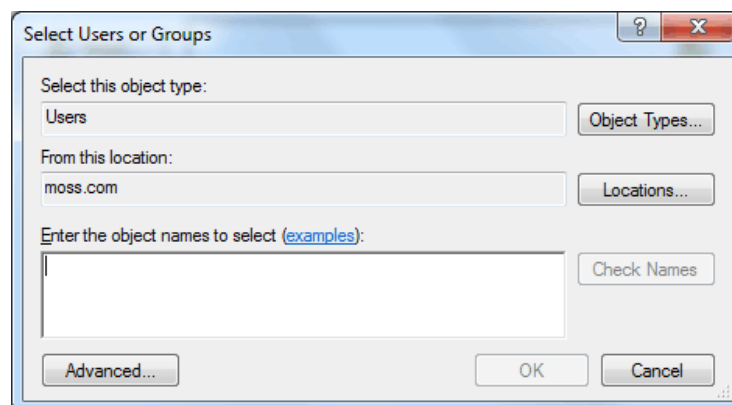 Select Users or Groups
Select this object type:
Users
Object Types...
From this location:
moss.com
Locations...
Enter the object names to select (examples):
Check Names
Advanced...
OK
Cancel